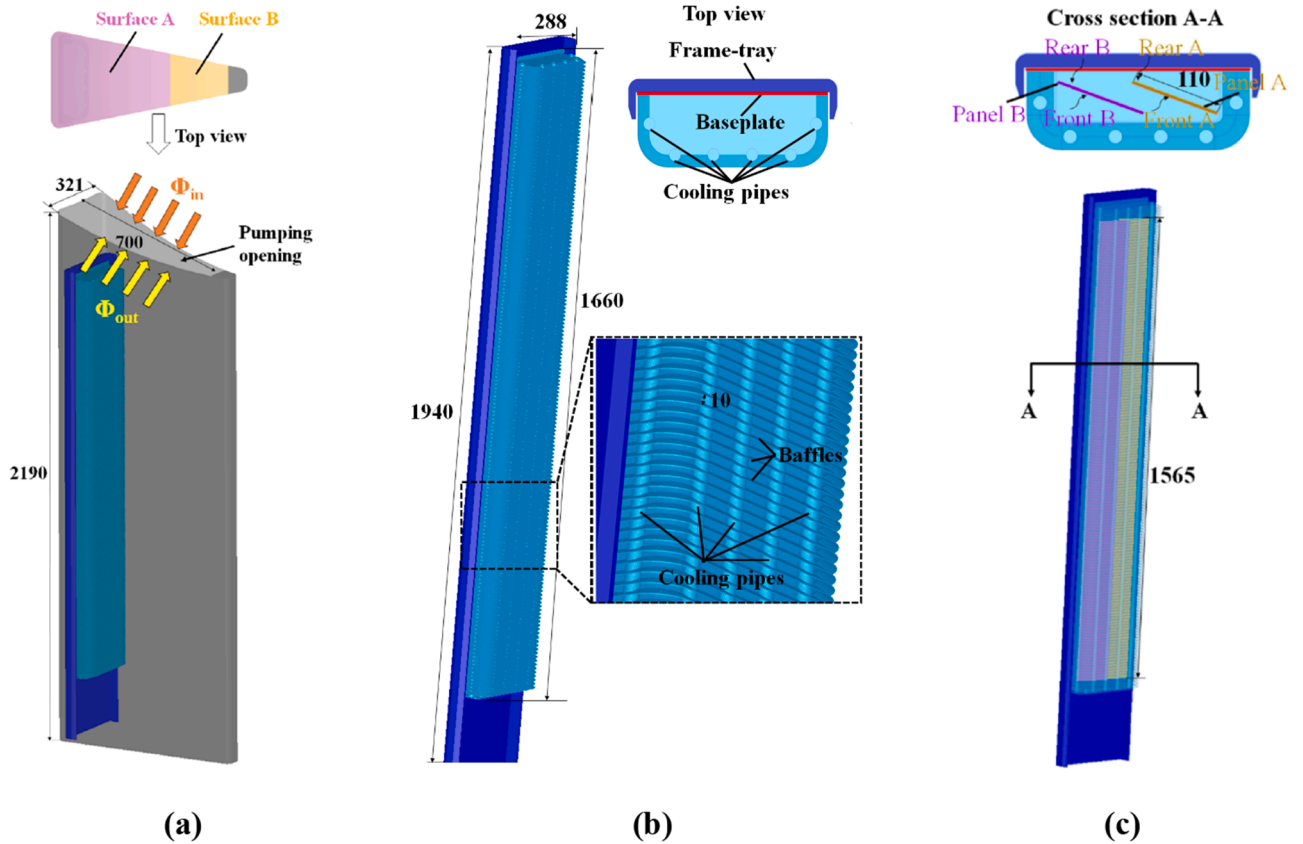 Surface A
Surface B
Top view
321
Φin
700
Pumping
opening
Φout
2190
(a)
288
Top view
Frame-tray
Baseplate
Cooling pipes
1660
1940
10
Baffles
Cooling pipes
(b)
Cross section A-A
Rear B
Rear A
110
Panel A
Panel B
Front B
Front A
A
A
1565
(c)